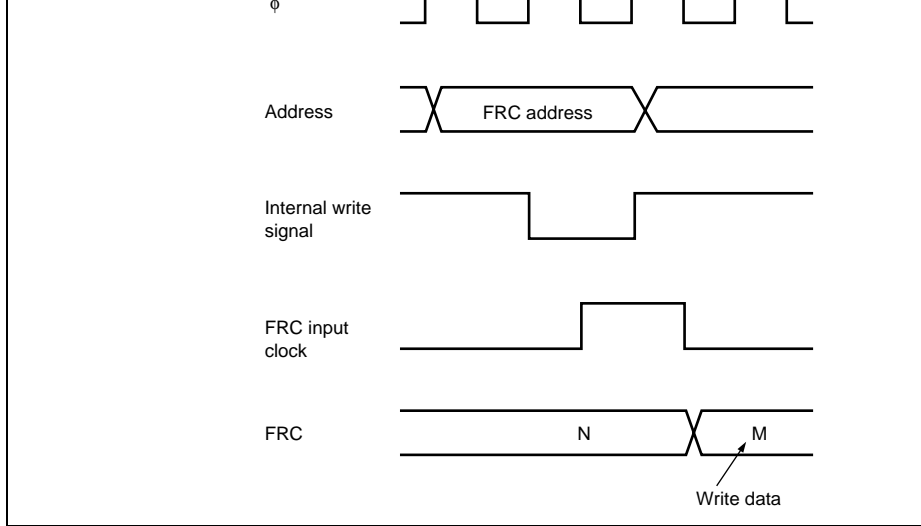 ϕ
Address
FRC address
Internal write
signal
FRC input
clock
FRC
N
M
Write data